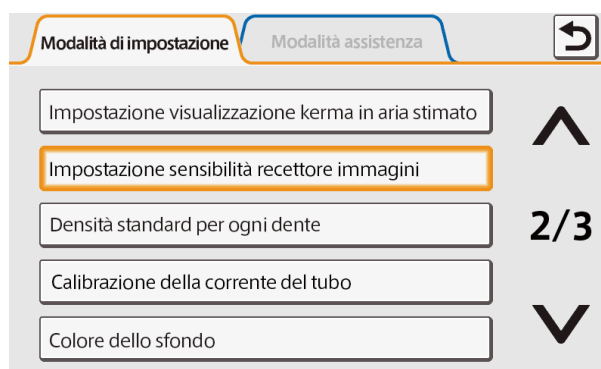 Modalità di impostazione
Modalità assistenza
Impostazione visualizzazione kerma in aria stimato
Impostazione sensibilità recettore immagini
Densità standard per ogni dente
2/3
Calibrazione della corrente del tubo
Colore dello sfondo